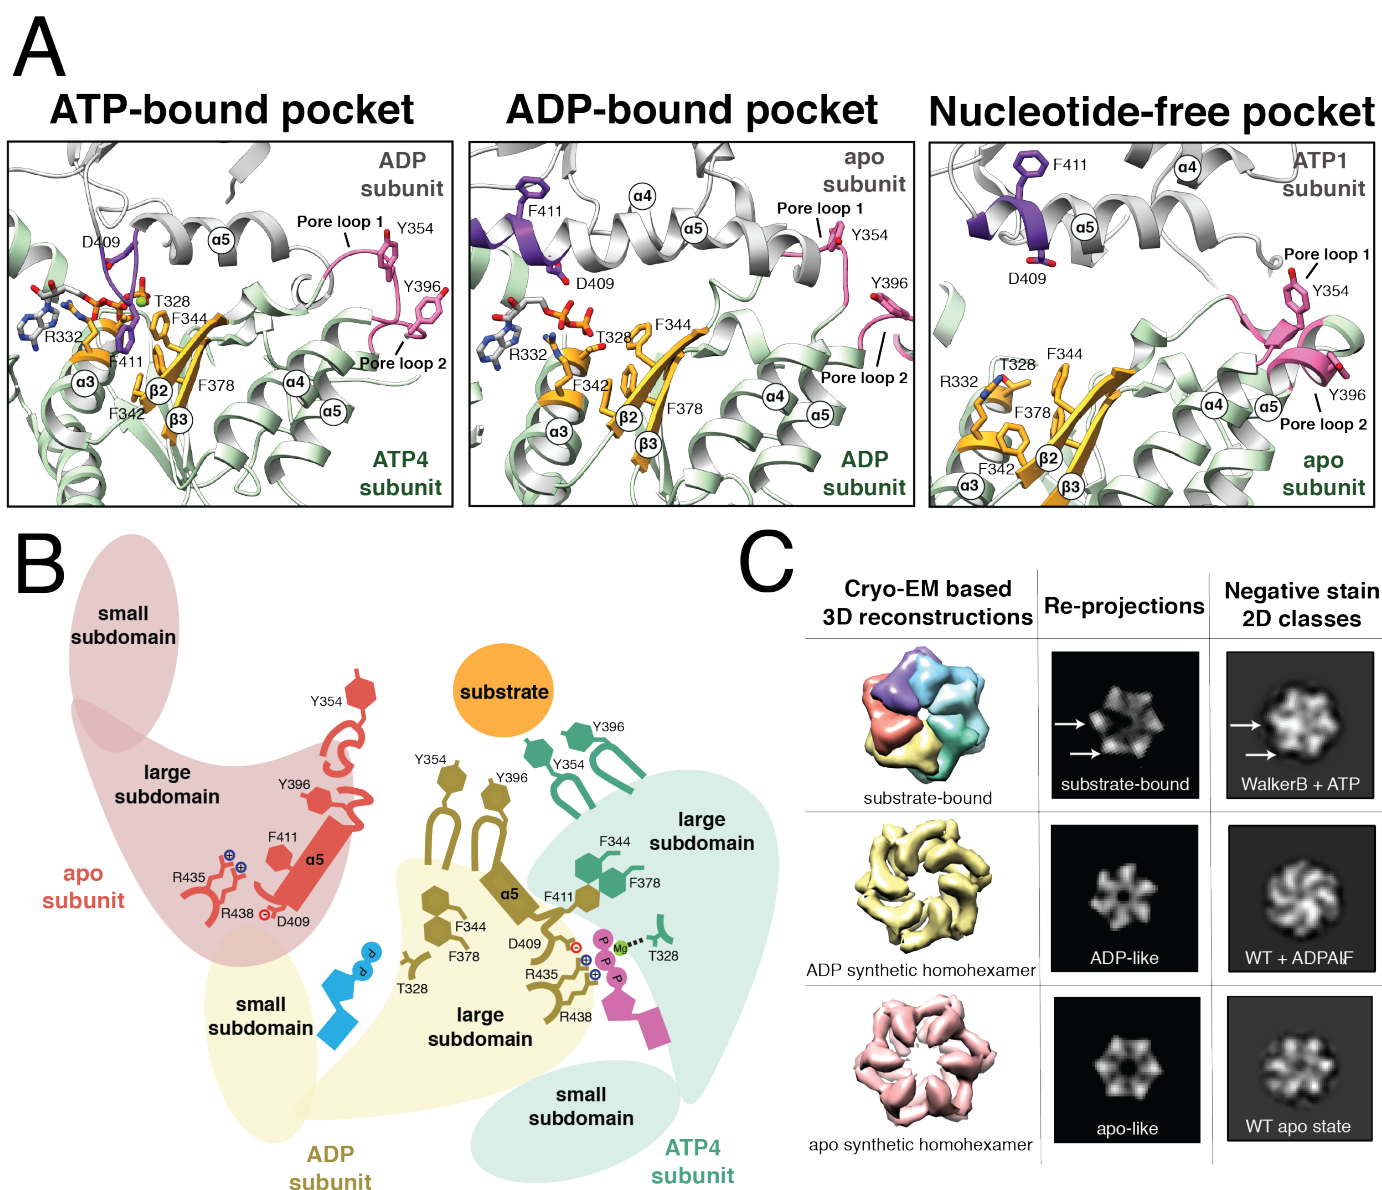 A
ATP-bound pocket
ADP
subunit
Pore loop 1
Y354
α5
D409
Y396
T328
F344
R332
F411
Pore loop 2
α3
β2
F378
α4
F342
β3
α5
ATP4
subunit
ADP-bound pocket
apo
subunit
α4
Pore loop 1
F411
α5
Y354
D409
Y396
T328
F344
R332
F342
Pore loop 2
α4
F378
β2
α5
α3
β3
ADP
subunit
Nucleotide-free pocket
ATP1
subunit
F411
α4
α5
Pore loop 1
D409
Y354
F344
T328
R332
Y396
F378
α4
α5
Pore loop 2
β2
F342
α3
β3
apo
subunit
B
small
subdomain
Y354
large
subdomain
Y396
F411
α5
R435
R438
D409
apo
subunit
substrate
Y396
Y354
Y354
Y396
large
subdomain
F344
F378
α5
F411
F344
D409
F378
T328
R435
R438
P
P
P
Mg
T328
P
P
small
subdomain
large
subdomain
small
subdomain
ADP
subunit
ATP4
subunit
C
Cryo-EM based
3D reconstructions
Re-projections
Negative stain
2D classes
substrate-bound
substrate-bound
WalkerB + ATP
ADP synthetic homohexamer
ADP-like
WT + ADPAlF
apo synthetic homohexamer
apo-like
WT apo state